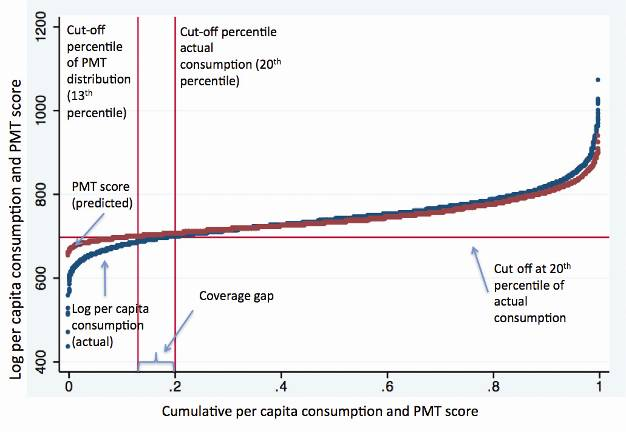 Log per capita consumption and PMT score
1200
1000
800
600
400
Cut-off
percentile
of PMT
distribution
(13th
percentile)
Cut-off percentile
actual
consumption (20th
percentile)
PMT score
(predicted)
Log per capita
consumption
(actual)
Coverage gap
Cut off at 20th
percentile of
actual
consumption
0
.2
.4
.6
.8
1
Cumulative per capita consumption and PMT score